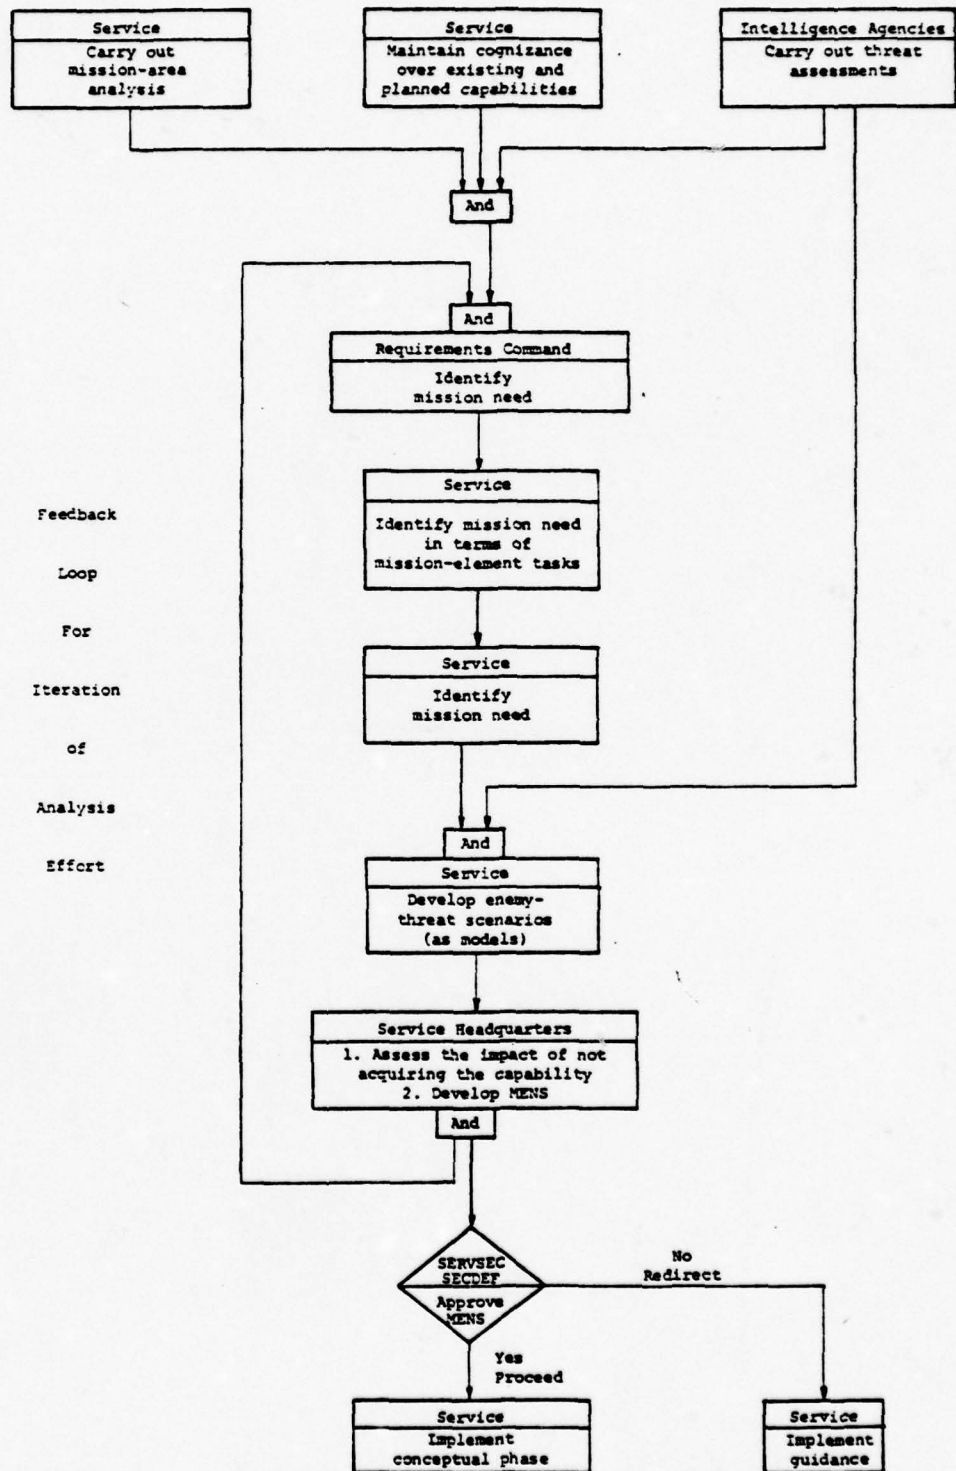 Service
Carry out
mission-area
analysis
Service
Maintain cognizance
over existing and
planned capabilities
Intelligence Agencies
Carry out threat
assessments
And
And
Requirements Command
Identify
mission need
Service
Identify mission need
in terms of
mission-element tasks
Service
Identify
mission need
Feedback
Loop
For
Iteration
of
Analysis
Effort
And
Service
Develop enemy-
threat scenarios
(as models)
Service Headquarters
1. Assess the impact of not
acquiring the capability
2. Develop MENS
And
SERVSEC
SECDEF
Approve
MENS
No
Redirect
Yes
Proceed
Service
Implement
conceptual phase
Service
Implement
guidance